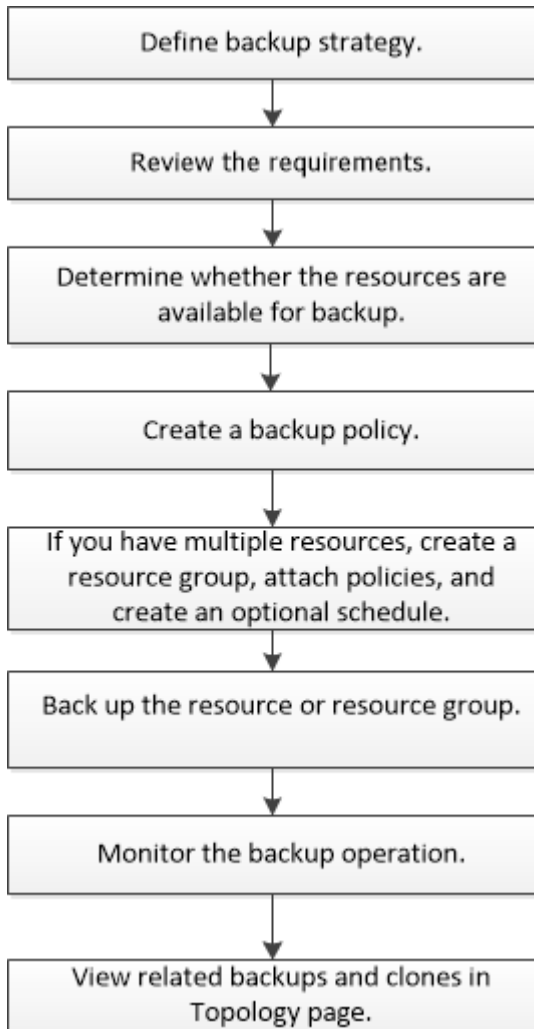 Define backup strategy.
Review the requirements.
Determine whether the resources are
available for backup.
Create a backup policy.
If you have multiple resources, create a
resource group, attach policies, and
create an optional schedule.
Back up the resource or resource group.
Monitor the backup operation.
View related backups and clones in
Topology page.